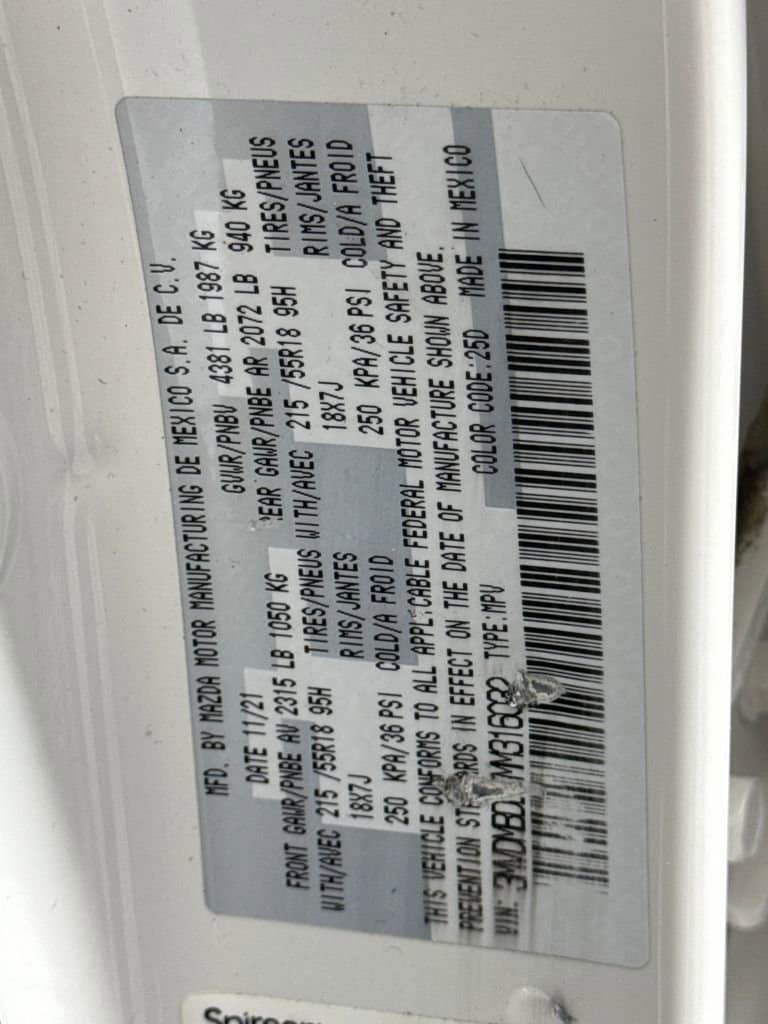 MFD. BY MAZDA MOTOR MANUFACTURING DE MEXICO S.A. DE C.V.
DATE 11/21 GVWR/PNBV 4381 LB 1987 KG
FRONT GAWR/PNBE AV 2315 LB 1050 KG REAR GAWR/PNBE AR 2072 LB 940 KG
WITH/AVEC 215 /55R18 95H TIRES/PNEUS WITH/AVEC 215 /55R18 95H TIRES/PNEUS
18X7J RIMS/JANTES 18X7J RIMS/JANTES
250 KPA/36 PSI COLD/A FROID 250 KPA/36 PSI COLD/A FROID
THIS VEHICLE CONFORMS TO ALL APPLICABLE FEDERAL MOTOR VEHICLE SAFETY AND THEFT
PREVENTION STANDARDS IN EFFECT ON THE DATE OF MANUFACTURE SHOWN ABOVE.
VIN: TYPE:MPV COLOR CODE:25D MADE IN MEXICO